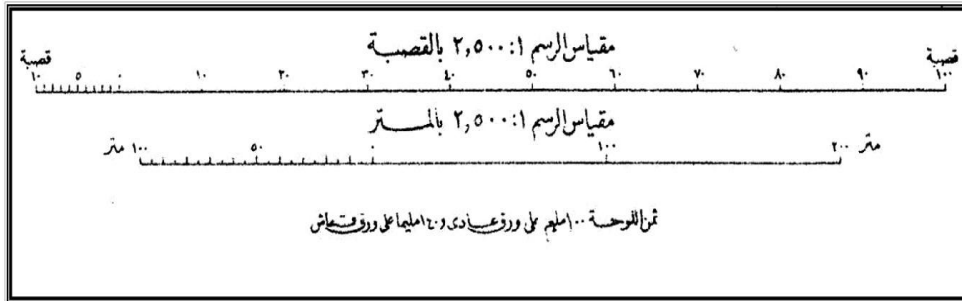 مقياس الرسم ١ : ٢,٥٠٠ بالقصبة
قصبة قصبة
١٠ ٥ ٠ ١٠ ٢٠ ٣٠ ٤٠ ٥٠ ٦٠ ٧٠ ٨٠ ٩٠ ١٠٠
مقياس الرسم ١ : ٢,٥٠٠ بالمتر
متر ١٠٠ ٥٠ ٠ ١٠٠ ٢٠٠ متر
ثمن اللوحة ١٠٠ مليم على ورق عادى و ١٤٠ مليما على ورق قماش